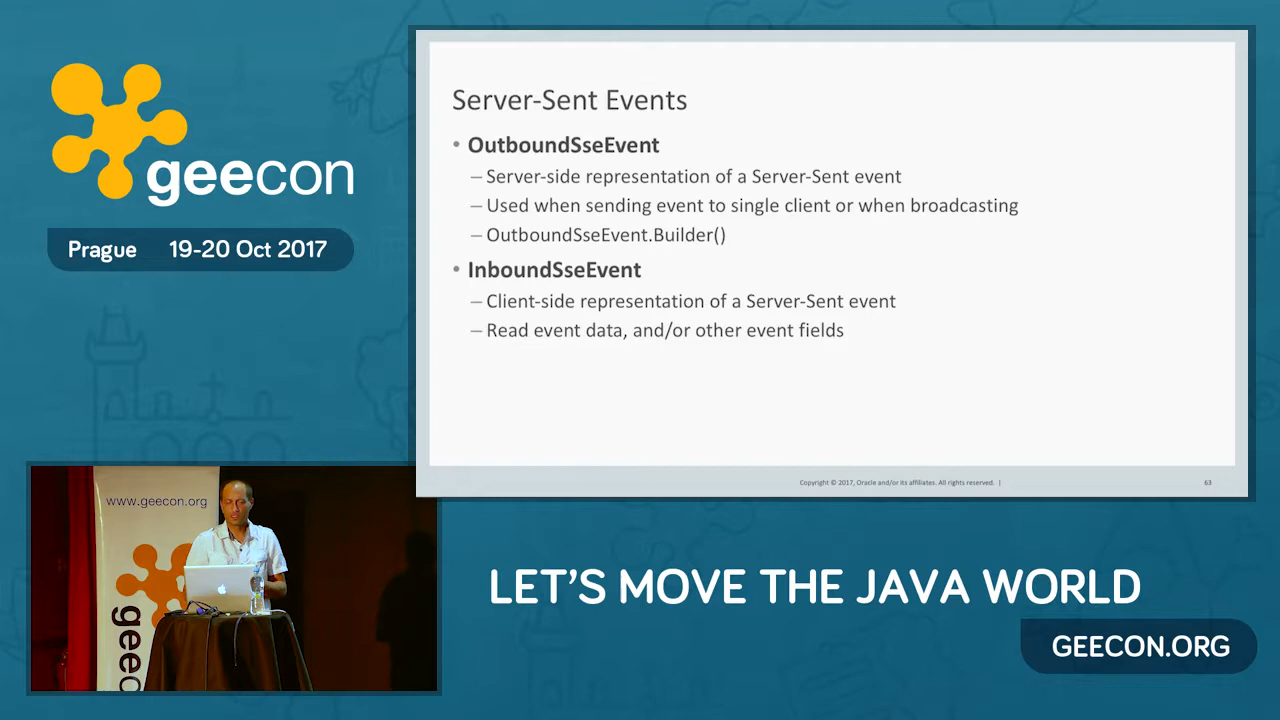 geecon
Prague 19-20 Oct 2017
Server-Sent Events
• OutboundSseEvent
– Server-side representation of a Server-Sent event
– Used when sending event to single client or when broadcasting
– OutboundSseEvent.Builder()
• InboundSseEvent
– Client-side representation of a Server-Sent event
– Read event data, and/or other event fields
Copyright © 2017, Oracle and/or its affiliates. All rights reserved. |
63
www.geecon.org
geec
LET'S MOVE THE JAVA WORLD
GEECON.ORG